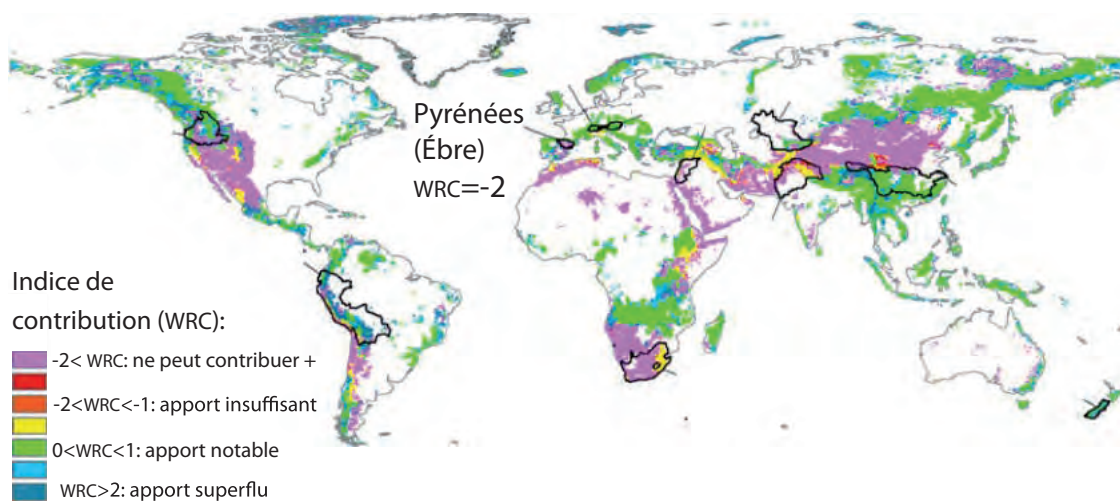 Pyrénées
(Ébre)
WRC=-2
Indice de
contribution (WRC):
-2< WRC: ne peut contribuer +
-2<WRC<-1: apport insuffisant
0<WRC<1: apport notable
WRC>2: apport superflu